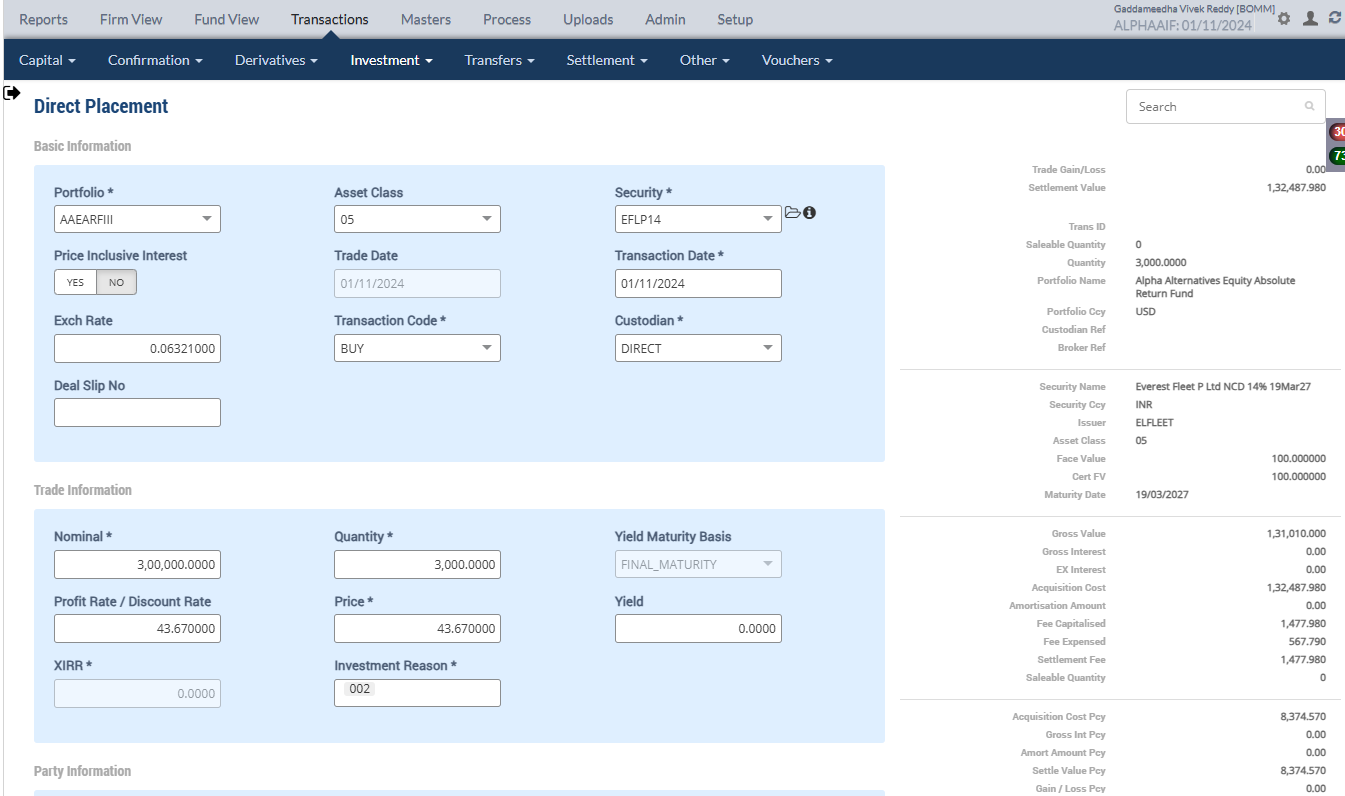 Reports Firm View Fund View Transactions Masters Process Uploads Admin Setup
Gaddameedha Vivek Reddy [BOMM]
ALPHAAIF: 01/11/2024
Capital Confirmation Derivatives Investment Transfers Settlement Other Vouchers
Direct Placement
Search
Basic Information
Portfolio * Asset Class Security *
AAEARFIII 05 EFLP14
Price Inclusive Interest Trade Date Transaction Date *
YES NO 01/11/2024 01/11/2024
Exch Rate Transaction Code * Custodian *
0.06321000 BUY DIRECT
Deal Slip No
Trade Information
Nominal * Quantity * Yield Maturity Basis
3,00,000.0000 3,000.0000 FINAL_MATURITY
Profit Rate / Discount Rate Price * Yield
43.670000 43.670000 0.0000
XIRR * Investment Reason *
0.0000 002
Party Information
30
73
Trade Gain/Loss 0.00
Settlement Value 1,32,487.980
Trans ID
Saleable Quantity 0
Quantity 3,000.0000
Portfolio Name Alpha Alternatives Equity Absolute
Return Fund
Portfolio Ccy USD
Custodian Ref
Broker Ref
Security Name Everest Fleet P Ltd NCD 14% 19Mar27
Security Ccy INR
Issuer ELFLEET
Asset Class 05
Face Value 100.000000
Cert FV 100.000000
Maturity Date 19/03/2027
Gross Value 1,31,010.000
Gross Interest 0.00
EX Interest 0.00
Acquisition Cost 1,32,487.980
Amortisation Amount 0.00
Fee Capitalised 1,477.980
Fee Expensed 567.790
Settlement Fee 1,477.980
Saleable Quantity 0
Acquisition Cost Pcy 8,374.570
Gross Int Pcy 0.00
Amort Amount Pcy 0.00
Settle Value Pcy 8,374.570
Gain / Loss Pcy 0.00